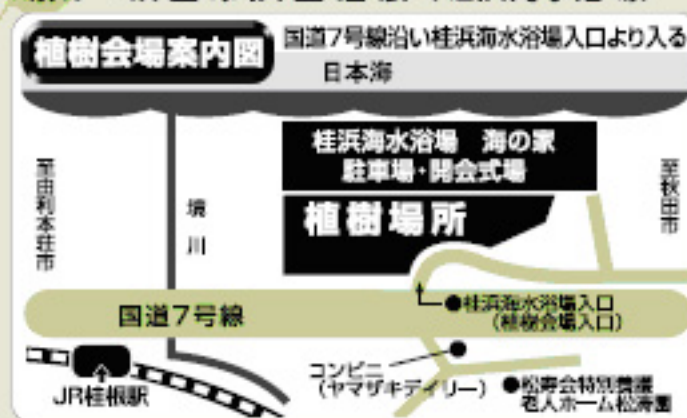 植樹会場案内図
国道7号線沿い桂浜海水浴場入口より入る
日本海
桂浜海水浴場 海の家
駐車場・開会式場
植樹場所
至由利本荘市
境川
至秋田市
国道7号線
●桂浜海水浴場入口
(植樹会場入口)
コンビニ
(ヤマザキデイリー)
JR桂根駅
●松寿会特別養護
老人ホーム松濤園